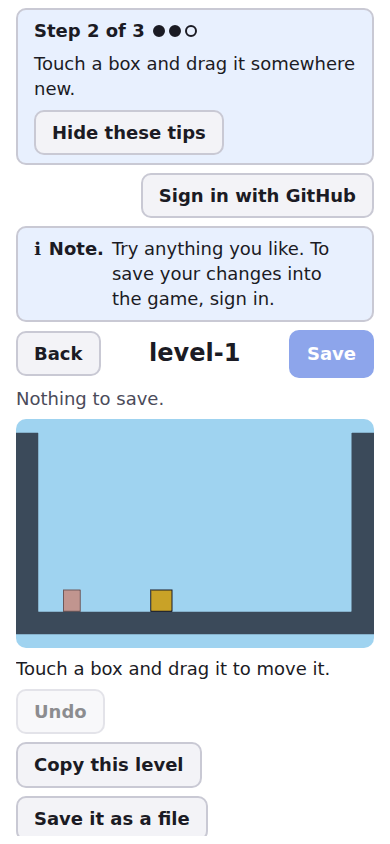 Step 2 of 3
Touch a box and drag it somewhere
new.
Hide these tips
Sign in with GitHub
ℹ Note. Try anything you like. To
save your changes into
the game, sign in.
Back
level-1
Save
Nothing to save.
Touch a box and drag it to move it.
Undo
Copy this level
Save it as a file